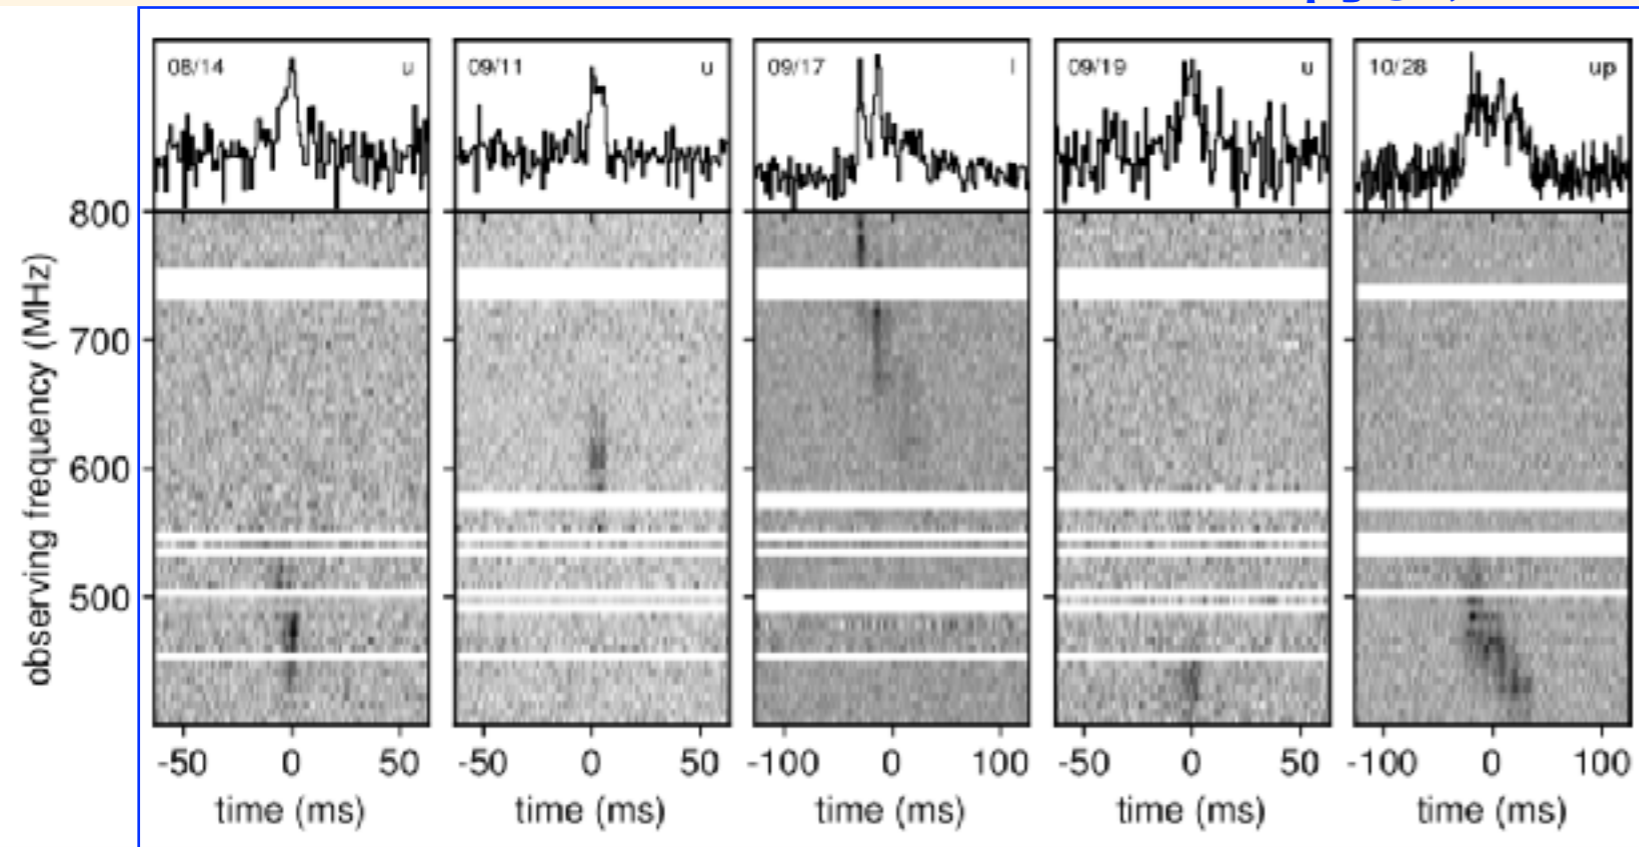 08/14 u
09/11 u
09/17 l
09/19 u
10/28 up
observing frequency (MHz)
800
700
600
500
-50 0 50
-50 0 50
-100 0 100
-50 0 50
-100 0 100
time (ms)
time (ms)
time (ms)
time (ms)
time (ms)